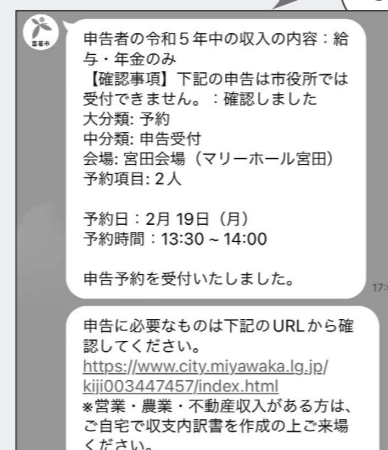 申告者の令和5年中の収入の内容：給
与・年金のみ
【確認事項】下記の申告は市役所では
受付できません。：確認しました
大分類: 予約
中分類: 申告受付
会場: 宮田会場（マリーホール宮田）
予約項目: 2人
予約日：2月 19日（月）
予約時間：13:30 ~ 14:00
申告予約を受付いたしました。
申告に必要なものは下記のURLから確
認してください。
https://www.city.miyawaka.lg.jp/
kiji003447457/index.html
※営業・農業・不動産収入がある方は、
ご自宅で収支内訳書を作成の上ご来場
ください。